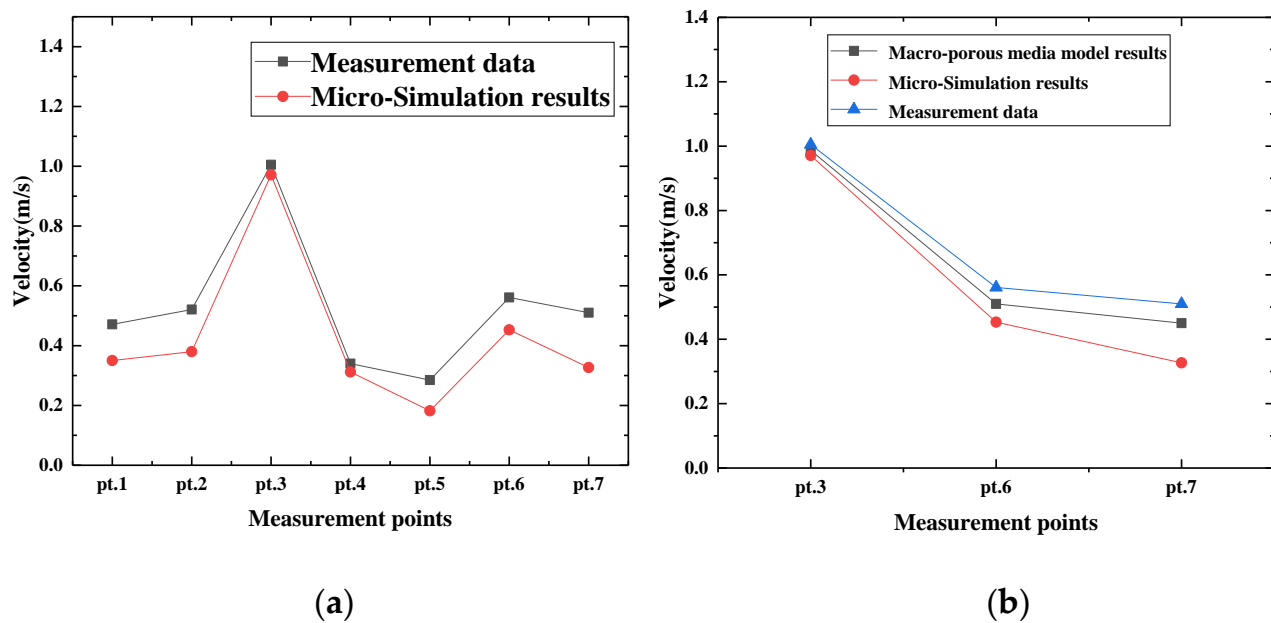 Measurement data
Micro-Simulation results
1.4
1.2
1.0
0.8
0.6
0.4
0.2
0.0
Velocity(m/s)
pt.1 pt.2 pt.3 pt.4 pt.5 pt.6 pt.7
Measurement points
(a)
Macro-porous media model results
Micro-Simulation results
Measurement data
1.4
1.2
1.0
0.8
0.6
0.4
0.2
0.0
Velocity(m/s)
pt.3 pt.6 pt.7
Measurement points
(b)